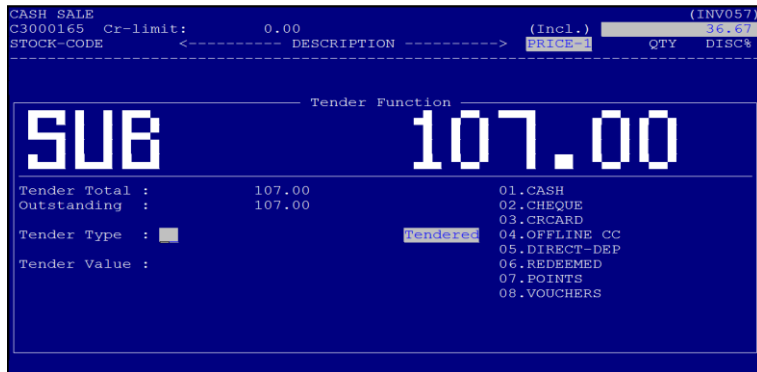 CASH SALE (INV057)
C3000165 Cr-limit: 0.00 (Incl.) 36.67
STOCK-CODE <---------- DESCRIPTION ----------> PRICE-1 QTY DISC%
Tender Function
SUB 107.00
Tender Total : 107.00 01.CASH
Outstanding : 107.00 02.CHEQUE
03.CRCARD
Tender Type : Tendered 04.OFFLINE CC
05.DIRECT-DEP
Tender Value : 06.REDEEMED
07.POINTS
08.VOUCHERS